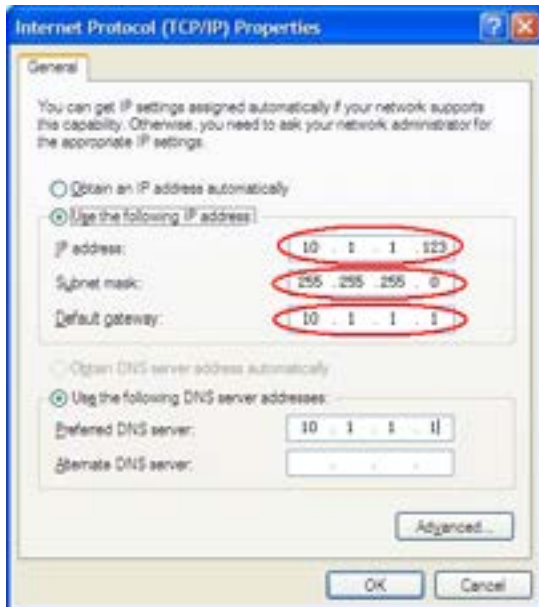 Internet Protocol (TCP/IP) Properties
General
You can get IP settings assigned automatically if your network supports
this capability. Otherwise, you need to ask your network administrator for
the appropriate IP settings.
Obtain an IP address automatically
Use the following IP address:
IP address: 10 . 1 . 1 . 123
Subnet mask: 255 . 255 . 255 . 0
Default gateway: 10 . 1 . 1 . 1
Obtain DNS server address automatically
Use the following DNS server addresses:
Preferred DNS server: 10 . 1 . 1 . 1
Alternate DNS server: . . .
Advanced...
OK Cancel